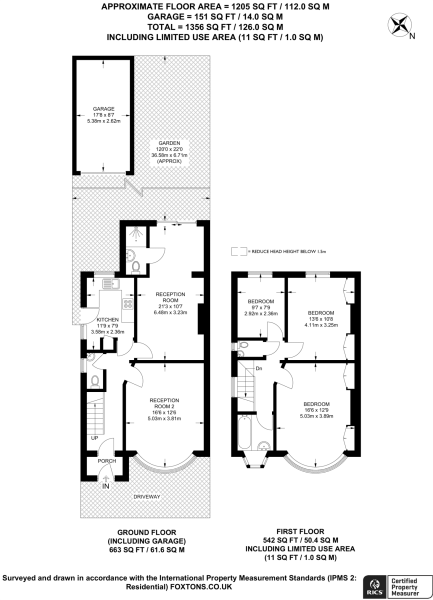 APPROXIMATE FLOOR AREA = 1205 SQ FT / 112.0 SQ M
GARAGE = 151 SQ FT / 14.0 SQ M
TOTAL = 1356 SQ FT / 126.0 SQ M
INCLUDING LIMITED USE AREA (11 SQ FT / 1.0 SQ M)
N
GARAGE
17'8 x 8'7
5.38m x 2.62m
GARDEN
120'0 x 22'0
36.58m x 6.71m
(APPROX)
= REDUCE HEAD HEIGHT BELOW 1.5m
RECEPTION
ROOM
21'3 x 10'7
6.48m x 3.23m
KITCHEN
11'9 x 7'9
3.58m x 2.36m
BEDROOM
9'7 x 7'9
2.92m x 2.36m
BEDROOM
13'6 x 10'8
4.11m x 3.25m
Dn
RECEPTION
ROOM 2
16'6 x 12'6
5.03m x 3.81m
BEDROOM
16'6 x 12'9
5.03m x 3.89m
UP
PORCH
IN
DRIVEWAY
GROUND FLOOR
(INCLUDING GARAGE)
663 SQ FT / 61.6 SQ M
FIRST FLOOR
542 SQ FT / 50.4 SQ M
INCLUDING LIMITED USE AREA
(11 SQ FT / 1.0 SQ M)
Surveyed and drawn in accordance with the International Property Measurement Standards (IPMS 2:
Residential) FOXTONS.CO.UK
RICS
Certified
Property
Measurer